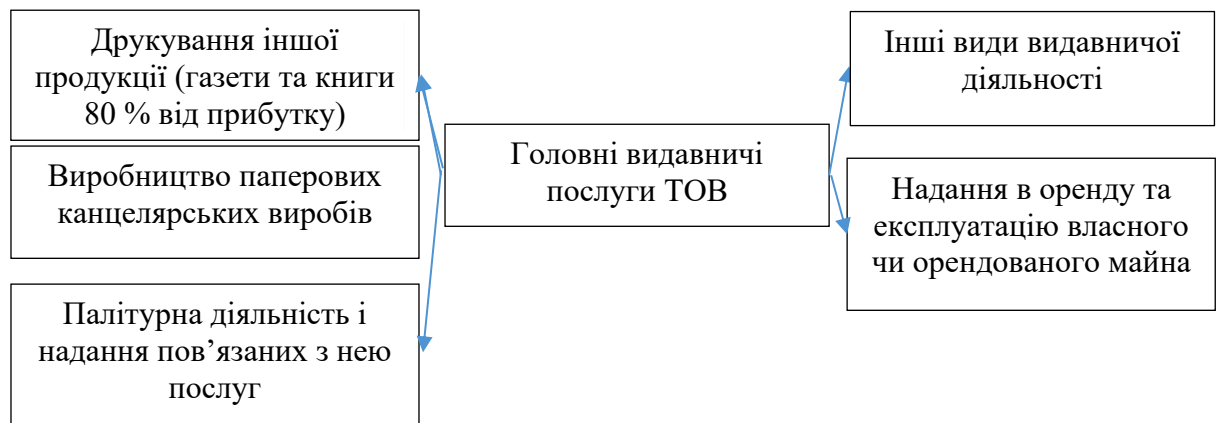 Друкування іншої
продукції (газети та книги
80 % від прибутку)
Виробництво паперових
канцелярських виробів
Палітурна діяльність і
надання пов’язаних з нею
послуг
Головні видавничі
послуги ТОВ
Інші види видавничої
діяльності
Надання в оренду та
експлуатацію власного
чи орендованого майна